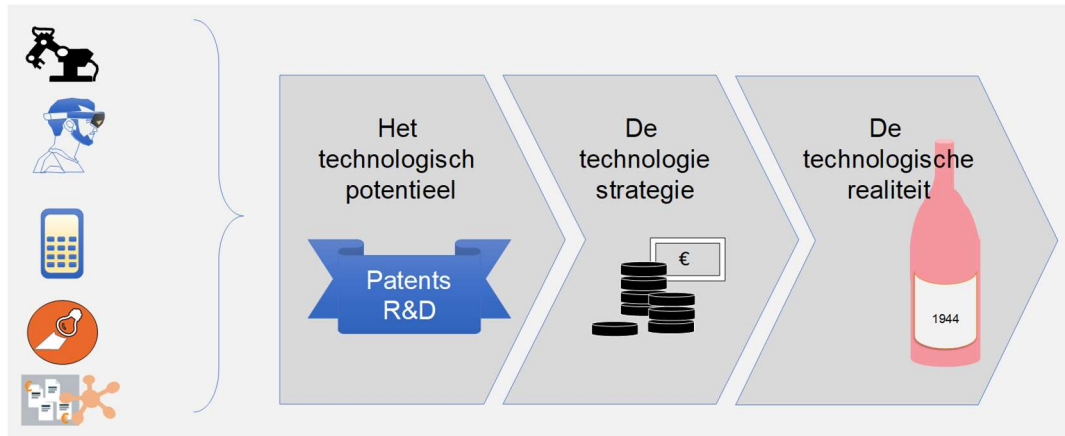 Het
technologisch
potentieel
Patents
R&D
De
technologie
strategie
€
De
technologische
realiteit
1944
€
€